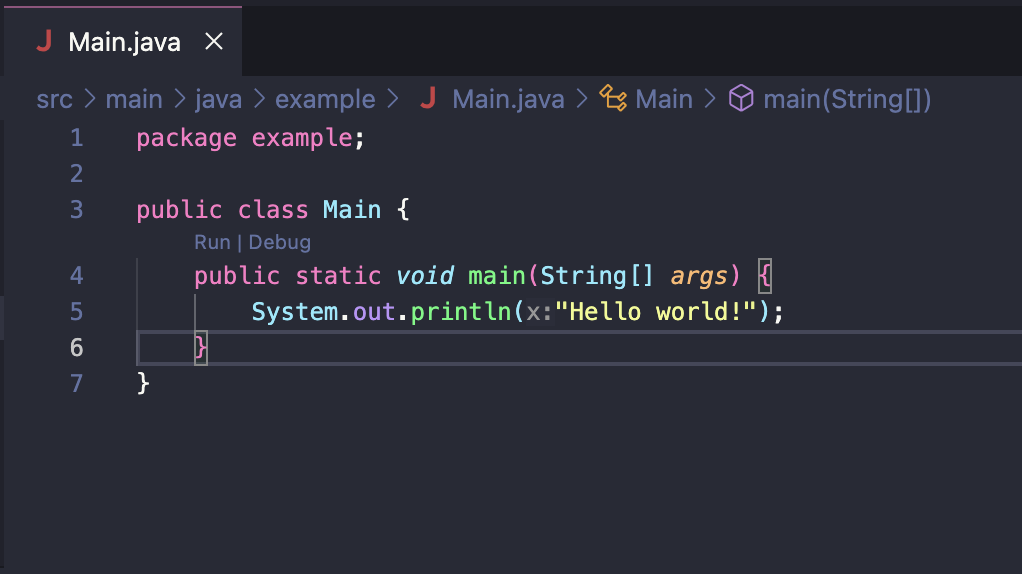 J Main.java ×
src > main > java > example > J Main.java > Main > main(String[])
1 package example;
2
3 public class Main {
Run | Debug
4 public static void main(String[] args) {
5 System.out.println(x:"Hello world!");
6 }
7 }